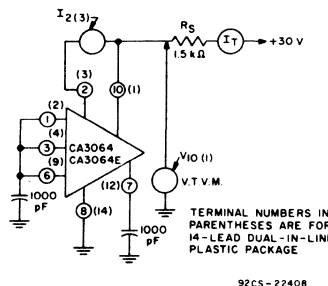 I2(3)
RS
1.5 kΩ
IT
+30 V
(3)
2
10 (1)
(2)
1
(4)
3
(9)
6
CA3064
CA3064E
(12)
7
8 (14)
1000
pF
1000
pF
V10 (1)
V.T.V.M.
TERMINAL NUMBERS IN
PARENTHESES ARE FOR
14-LEAD DUAL-IN-LINE
PLASTIC PACKAGE
92CS-22408